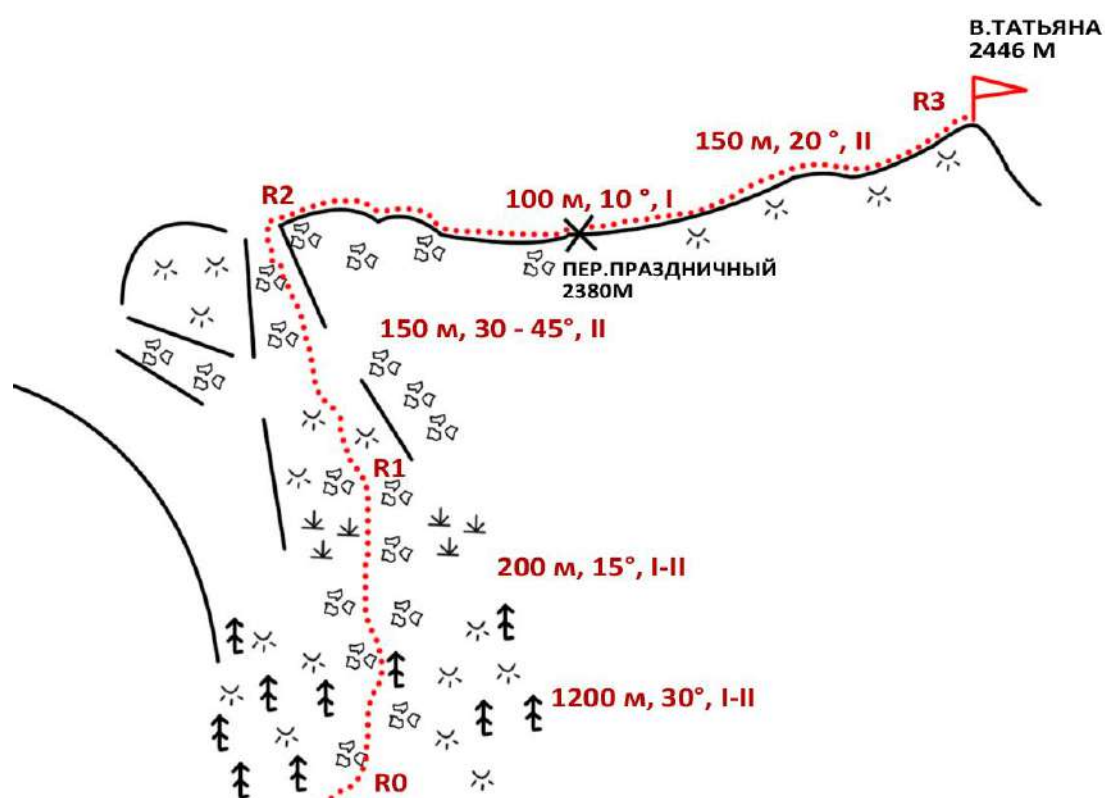 В.ТАТЬЯНА
2446 М
R3
150 м, 20 °, II
R2
100 м, 10 °, I
ПЕР.ПРАЗДНИЧНЫЙ
2380М
150 м, 30 - 45°, II
R1
200 м, 15°, I-II
1200 м, 30°, I-II
R0